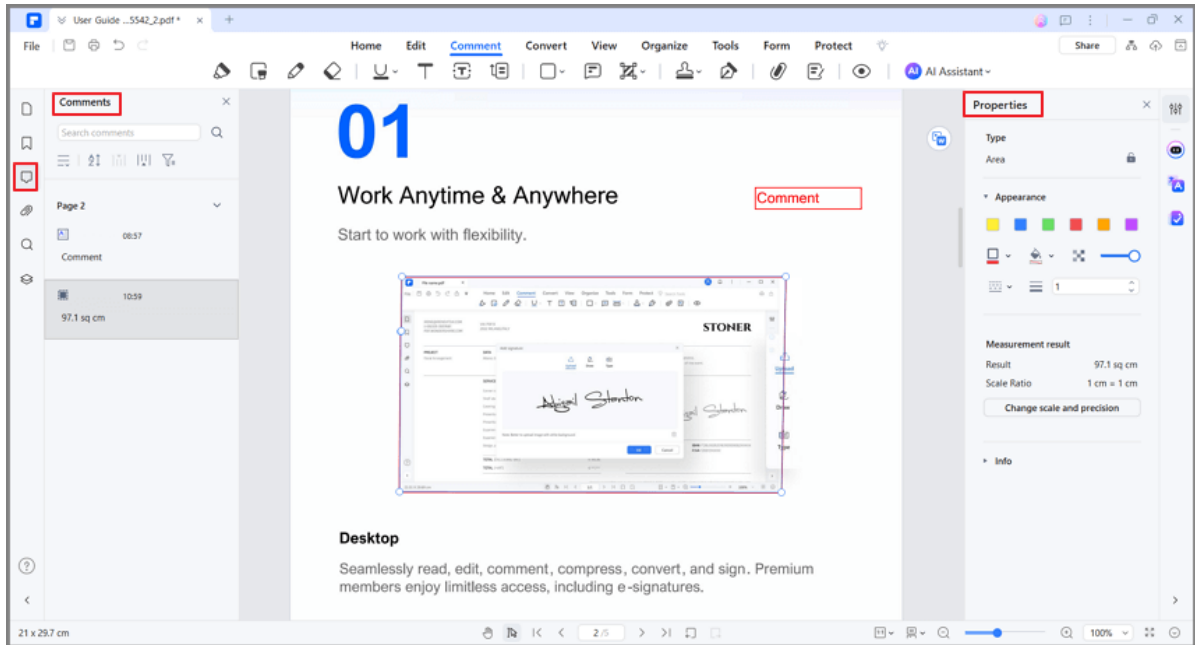 User Guide ...5542_2.pdf *
File
Home Edit Comment Convert View Organize Tools Form Protect
Share
AI Assistant
Comments
Search comments
Page 2
08:57
Comment
10:59
97.1 sq cm
01
Work Anytime & Anywhere
Comment
Start to work with flexibility.
STONER
Upload
Draw
Type
Desktop
Seamlessly read, edit, comment, compress, convert, and sign. Premium
members enjoy limitless access, including e-signatures.
Properties
Type
Area
Appearance
1
Measurement result
Result 97.1 sq cm
Scale Ratio 1 cm = 1 cm
Change scale and precision
Info
21 x 29.7 cm
2 /5
100%